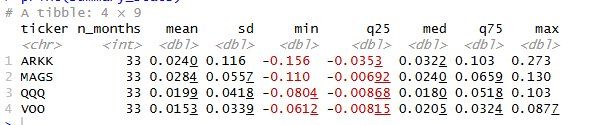 # A tibble: 4 × 9
ticker n_months mean sd min q25 med q75 max
<chr> <int> <dbl> <dbl> <dbl> <dbl> <dbl> <dbl> <dbl>
1 ARKK 33 0.0240 0.116 -0.156 -0.0353 0.0322 0.103 0.273
2 MAGS 33 0.0284 0.0557 -0.110 -0.00692 0.0240 0.0659 0.130
3 QQQ 33 0.0199 0.0418 -0.0804 -0.00868 0.0180 0.0518 0.103
4 VOO 33 0.0153 0.0339 -0.0612 -0.00815 0.0205 0.0324 0.0877
>